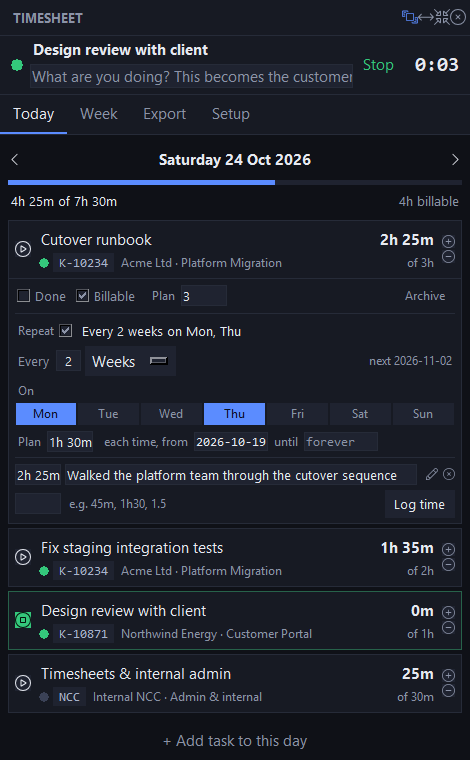 TIMESHEET
Design review with client
What are you doing? This becomes the customer
Stop
0:03
Today Week Export Setup
Saturday 24 Oct 2026
4h 25m of 7h 30m
4h billable
Cutover runbook
2h 25m
K-10234 Acme Ltd · Platform Migration
of 3h
Done Billable Plan 3 Archive
Repeat Every 2 weeks on Mon, Thu
Every 2 Weeks next 2026-11-02
On
Mon Tue Wed Thu Fri Sat Sun
Plan 1h 30m each time, from 2026-10-19 until forever
2h 25m Walked the platform team through the cutover sequence
e.g. 45m, 1h30, 1.5 Log time
Fix staging integration tests
1h 35m
K-10234 Acme Ltd · Platform Migration
of 2h
Design review with client
0m
K-10871 Northwind Energy · Customer Portal
of 1h
Timesheets & internal admin
25m
NCC Internal NCC · Admin & internal
of 30m
+ Add task to this day